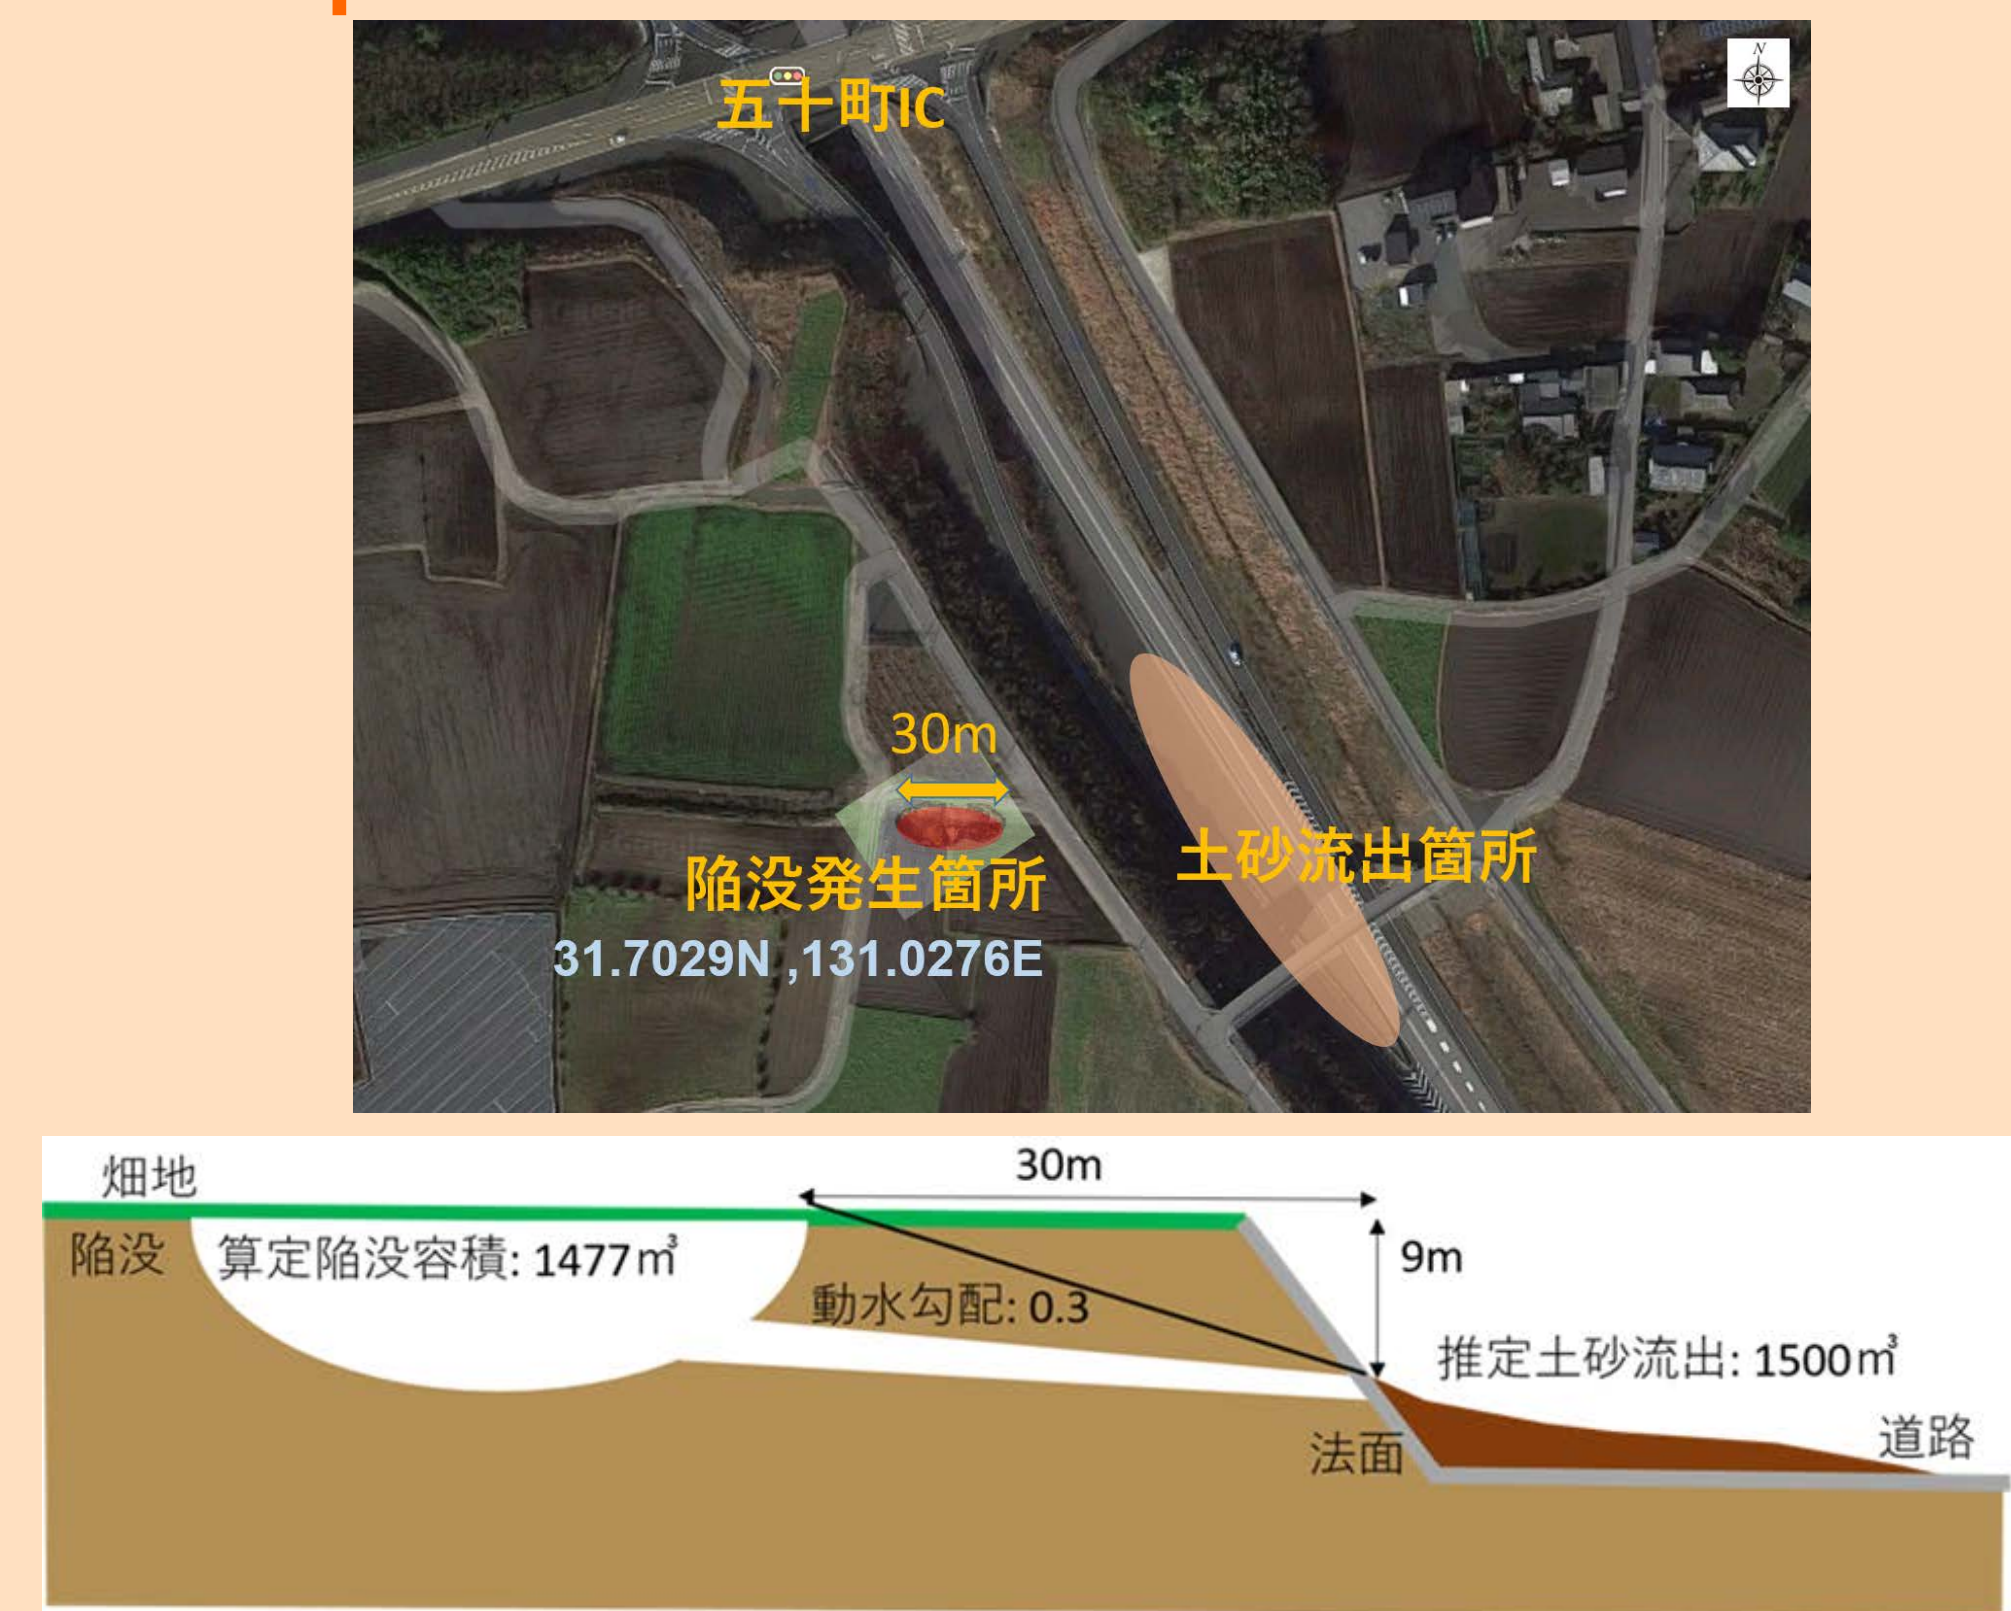 N
五十町IC
30m
陥没発生箇所
土砂流出箇所
31.7029N ,131.0276E
畑地
30m
陥没
算定陥没容積: 1477㎥
9m
動水勾配: 0.3
推定土砂流出: 1500㎥
法面
道路